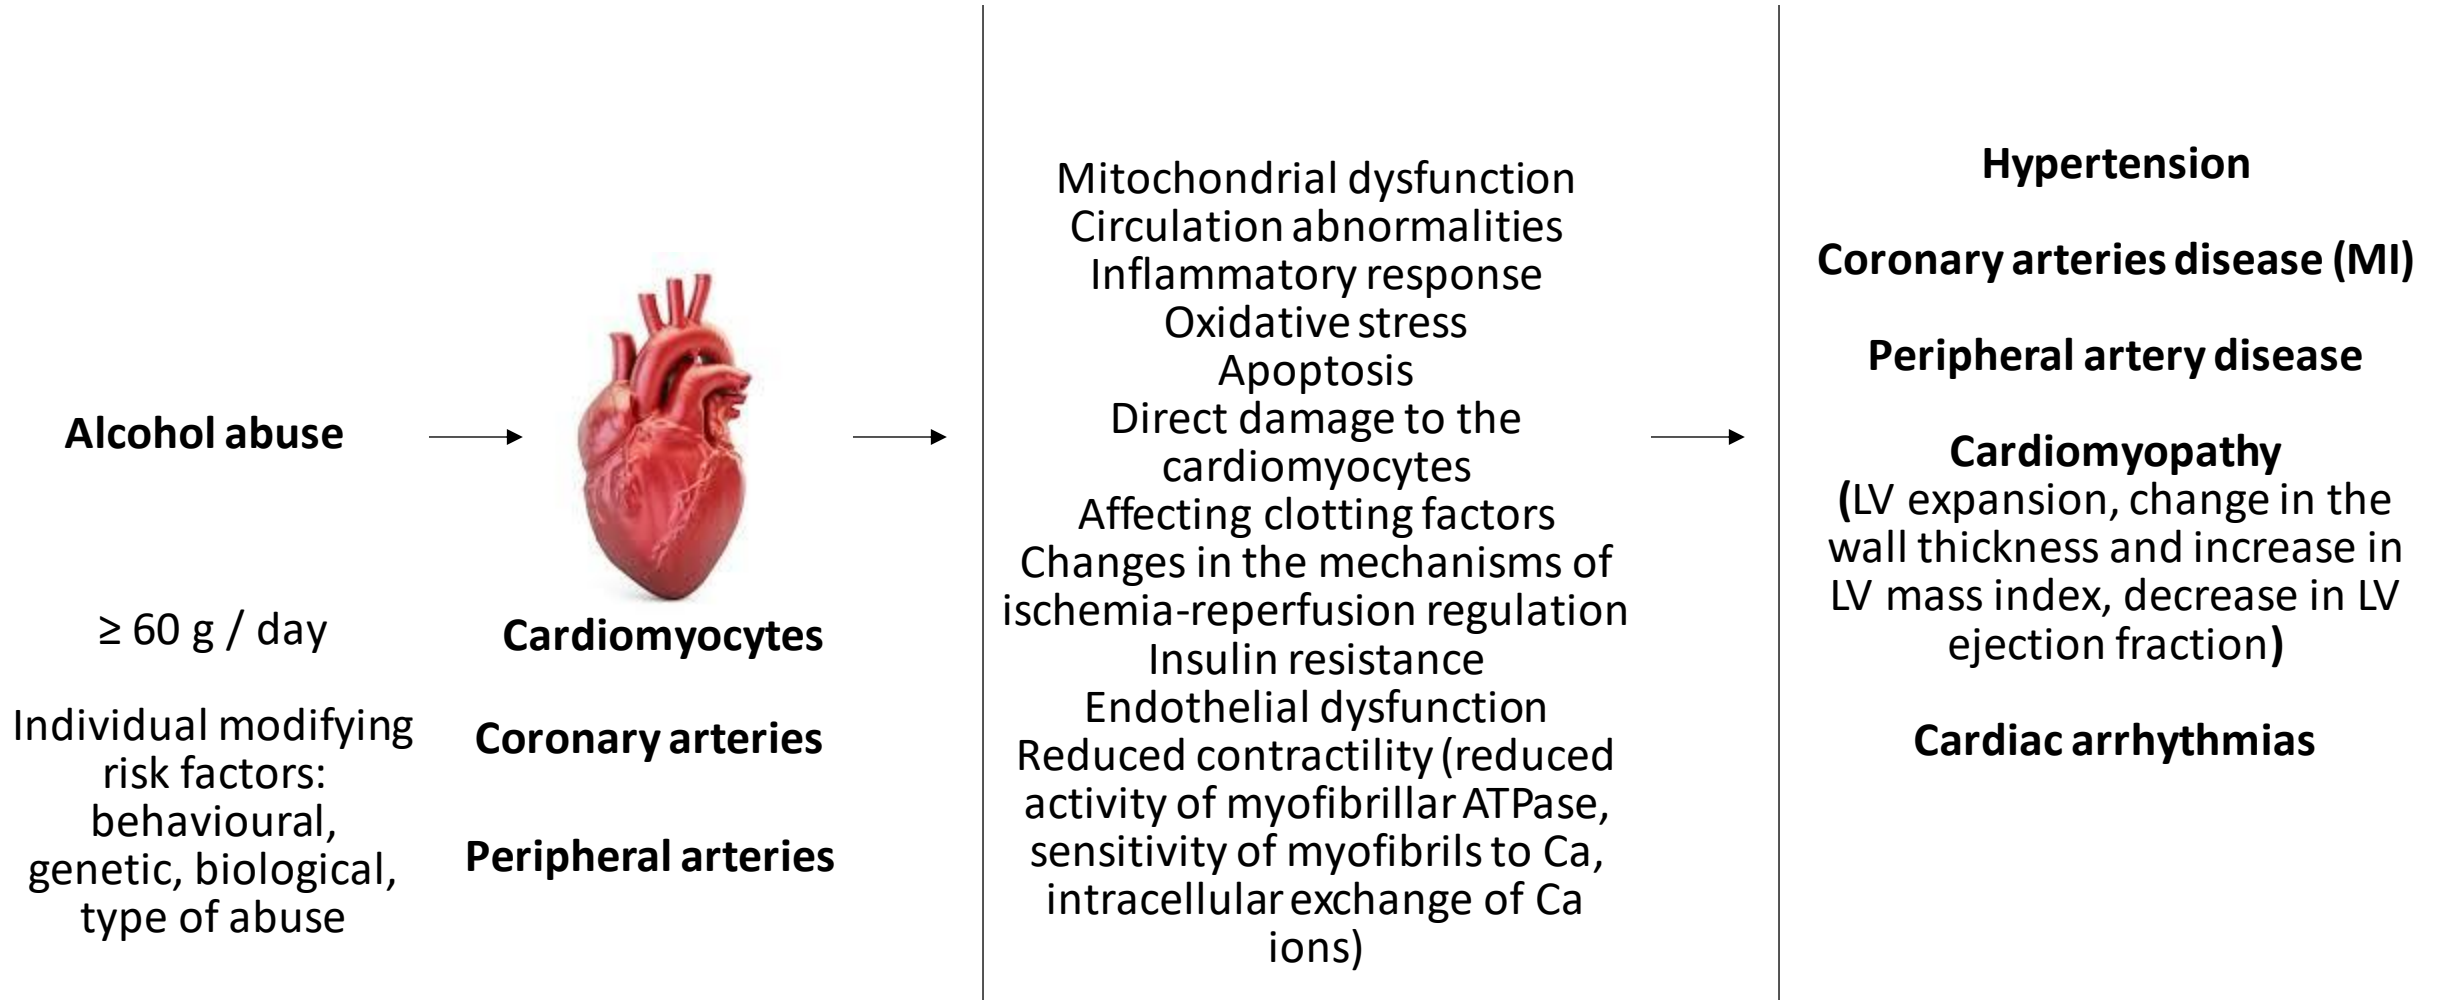 Alcohol abuse
≥ 60 g / day
Individual modifying
risk factors:
behavioural,
genetic, biological,
type of abuse
Cardiomyocytes
Coronary arteries
Peripheral arteries
Mitochondrial dysfunction
Circulation abnormalities
Inflammatory response
Oxidative stress
Apoptosis
Direct damage to the
cardiomyocytes
Affecting clotting factors
Changes in the mechanisms of
ischemia-reperfusion regulation
Insulin resistance
Endothelial dysfunction
Reduced contractility (reduced
activity of myofibrillar ATPase,
sensitivity of myofibrils to Ca,
intracellular exchange of Ca
ions)
Hypertension
Coronary arteries disease (MI)
Peripheral artery disease
Cardiomyopathy
(LV expansion, change in the
wall thickness and increase in
LV mass index, decrease in LV
ejection fraction)
Cardiac arrhythmias